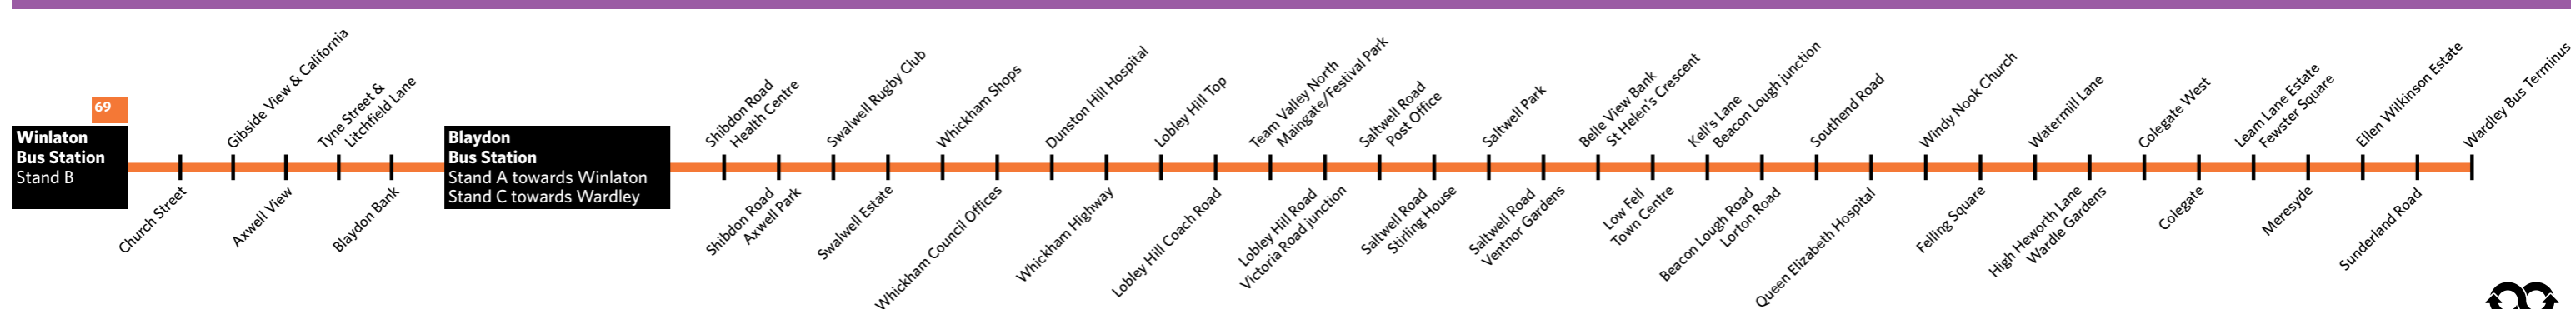 69
Winlaton
Bus Station
Stand B
Church Street
Gibside View & California
Axwell View
Tyne Street &
Litchfield Lane
Blaydon Bank
Blaydon
Bus Station
Stand A towards Winlaton
Stand C towards Wardley
Shibdon Road
Health Centre
Shibdon Road
Axwell Park
Swalwell Rugby Club
Swalwell Estate
Whickham Shops
Whickham Council Offices
Dunston Hill Hospital
Whickham Highway
Lobley Hill Top
Lobley Hill Coach Road
Team Valley North
Maingate/Festival Park
Lobley Hill Road
Victoria Road junction
Saltwell Road
Post Office
Saltwell Road
Stirling House
Saltwell Park
Saltwell Road
Ventnor Gardens
Belle View Bank
St Helen's Crescent
Low Fell
Town Centre
Kell's Lane
Beacon Lough junction
Beacon Lough Road
Lorton Road
Southend Road
Queen Elizabeth Hospital
Windy Nook Church
Felling Square
Watermill Lane
High Heworth Lane
Wardle Gardens
Colegate West
Colegate
Leam Lane Estate
Fewster Square
Meresyde
Ellen Wilkinson Estate
Sunderland Road
Wardley Bus Terminus